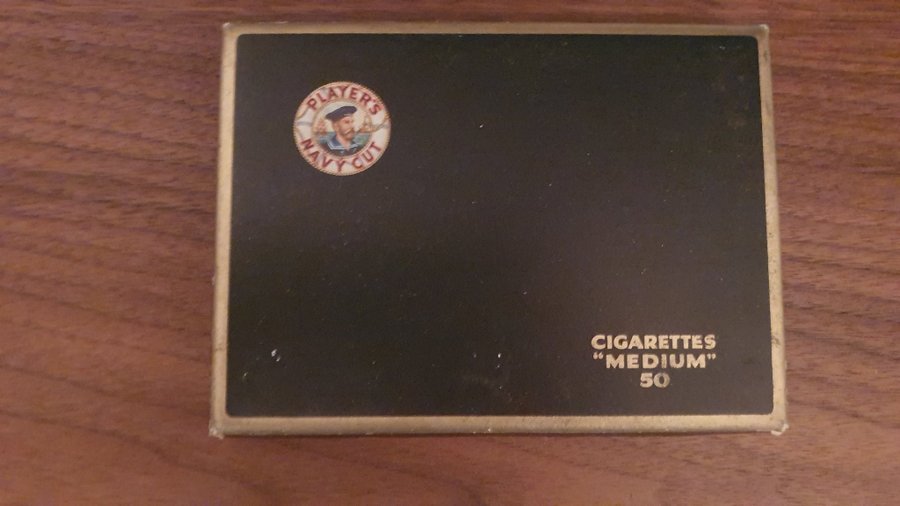 PLAYER'S
NAVY CUT
CIGARETTES
"MEDIUM"
50